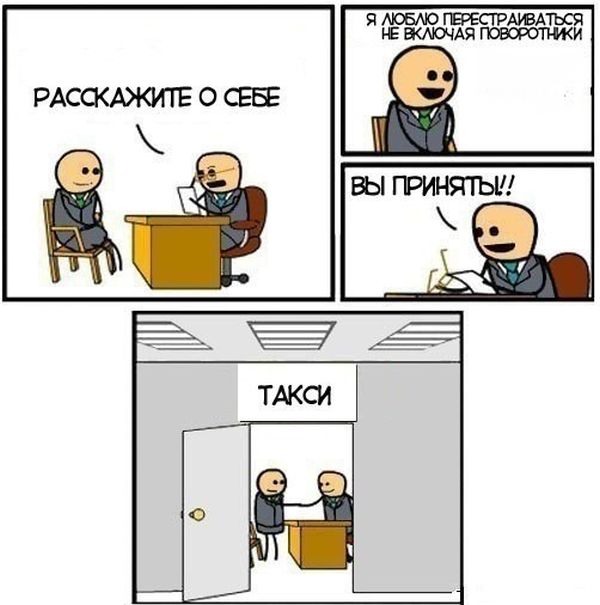 РАССКАЖИТЕ О СЕБЕ
Я ЛЮБЛЮ ПЕРЕСТРАИВАТЬСЯ
НЕ ВКЛЮЧАЯ ПОВОРОТНИКИ
ВЫ ПРИНЯТЫ!!
ТАКСИ